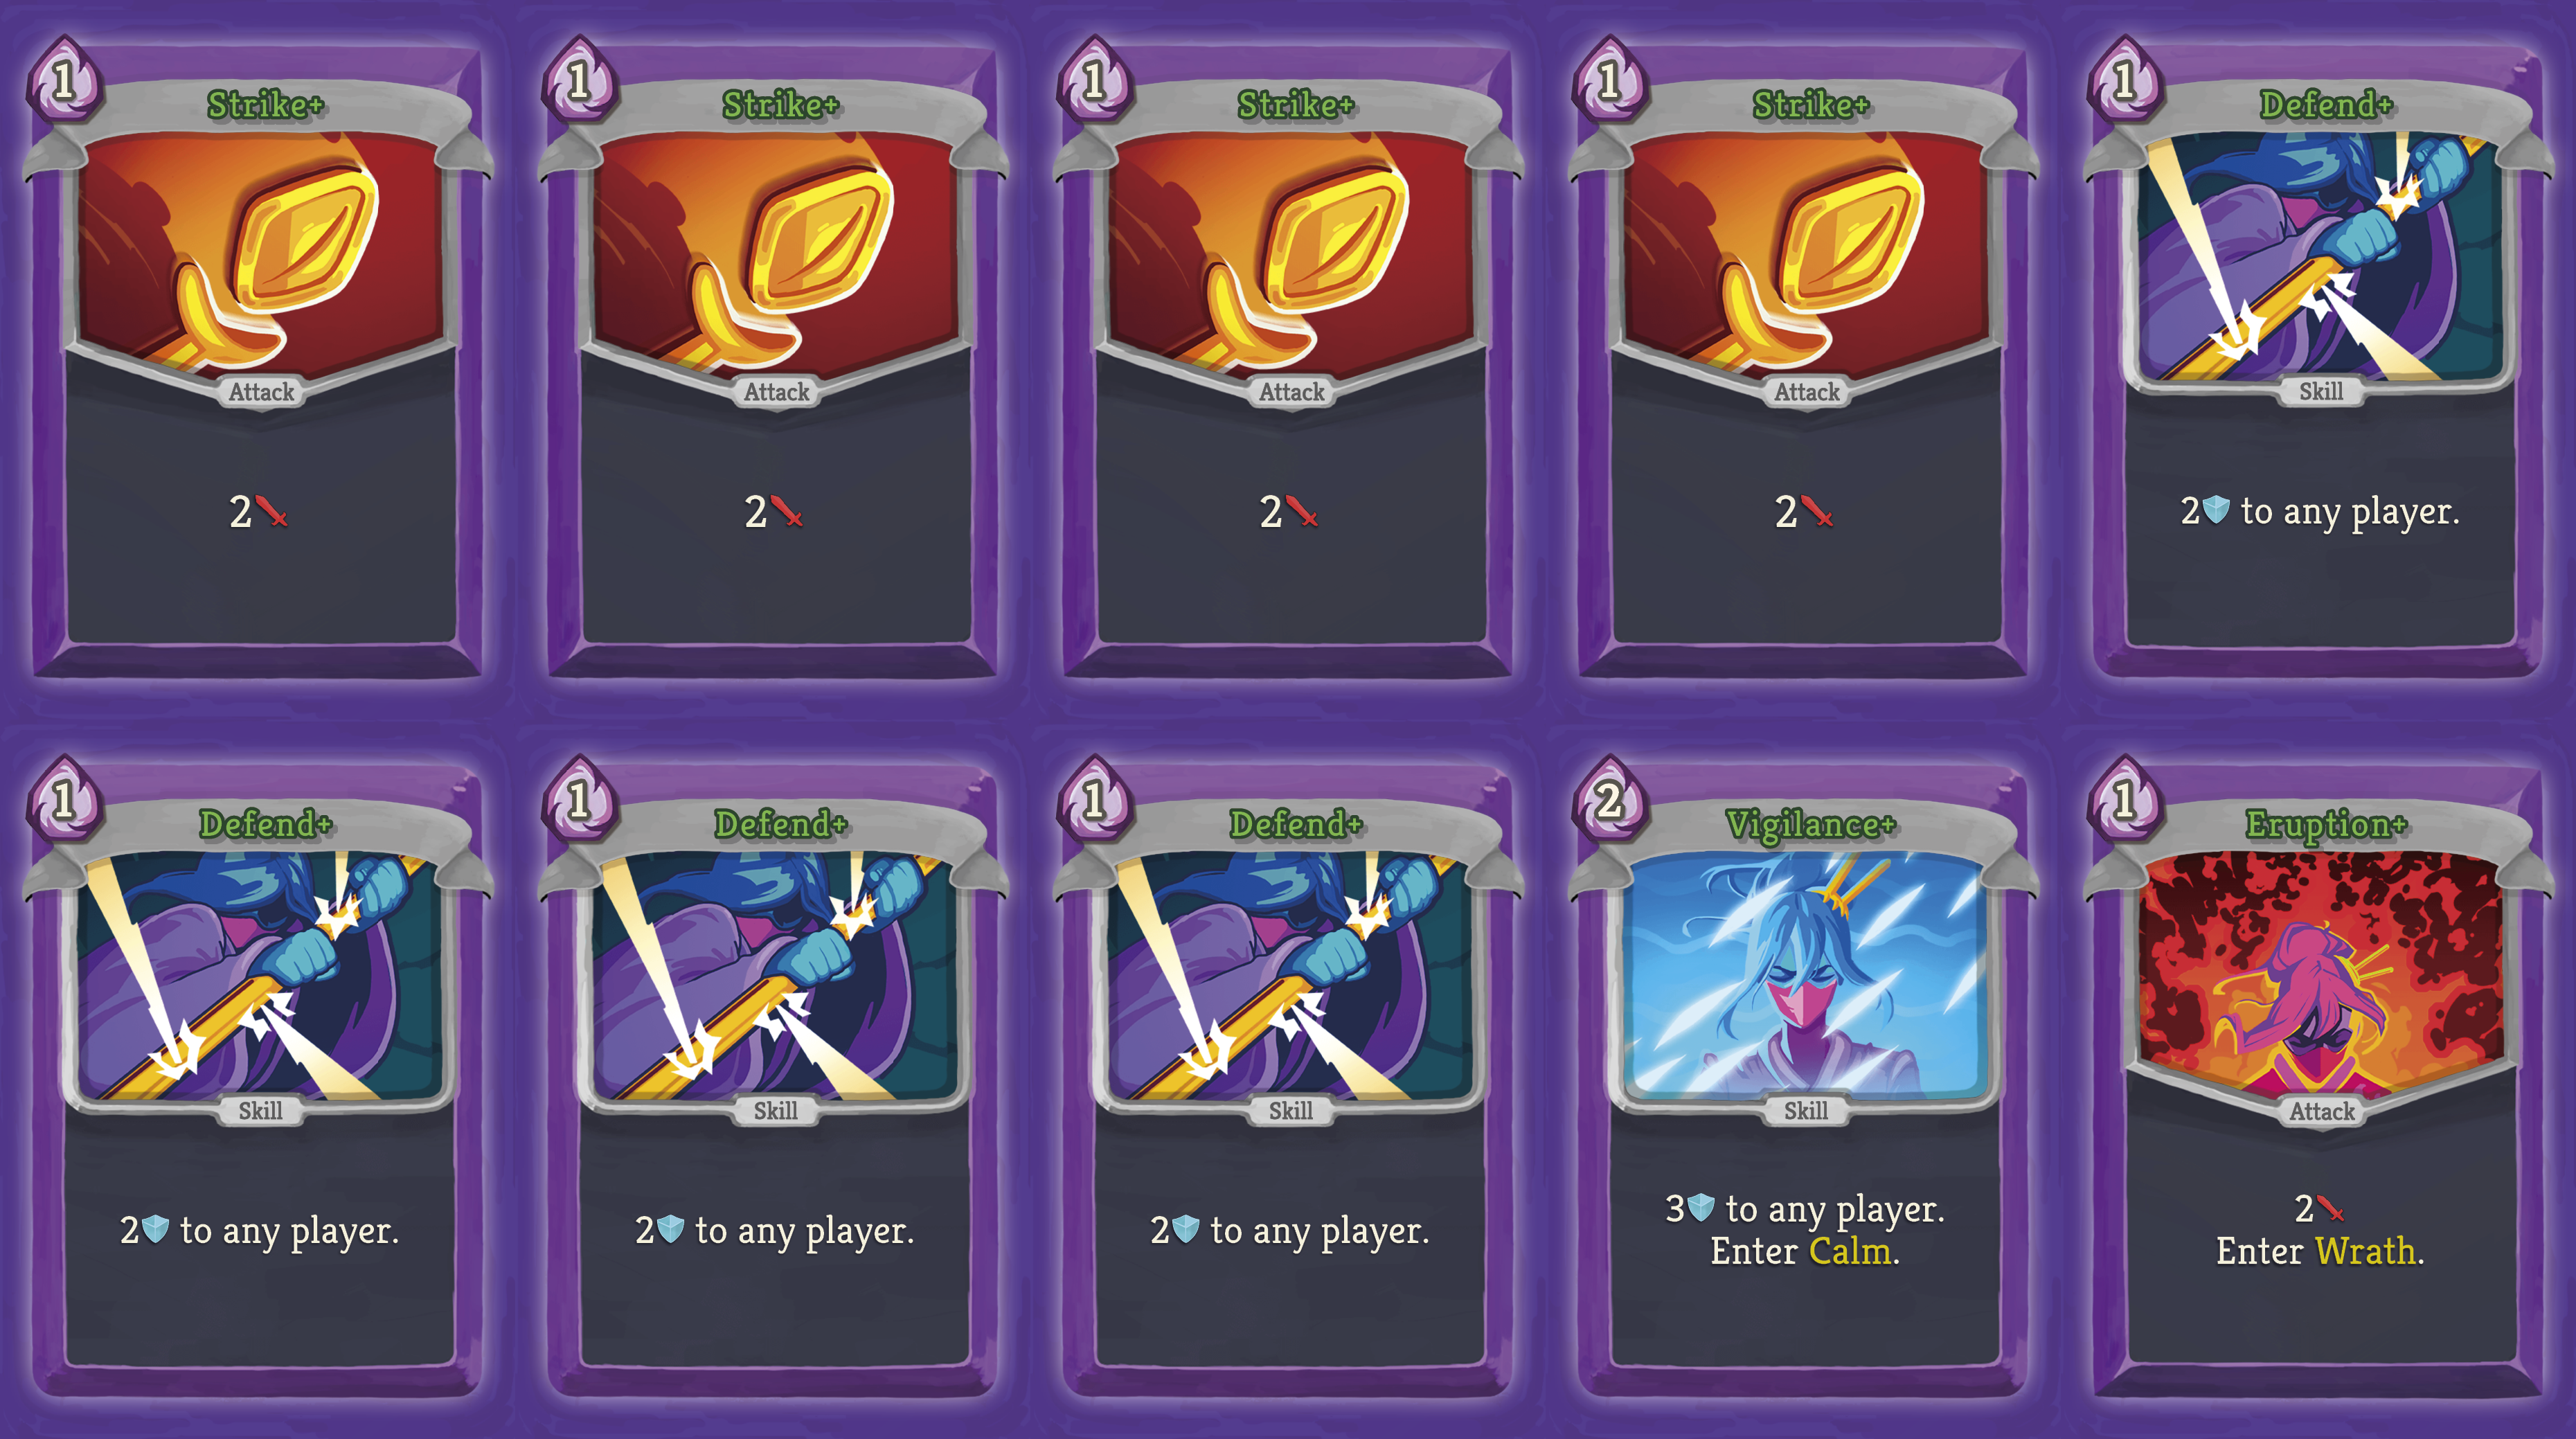 1
Strike+
Attack
2
1
Strike+
Attack
2
1
Strike+
Attack
2
1
Strike+
Attack
2
1
Defend+
Skill
2 to any player.
1
Defend+
Skill
2 to any player.
1
Defend+
Skill
2 to any player.
1
Defend+
Skill
2 to any player.
2
Vigilance+
Skill
3 to any player.
Enter Calm.
1
Eruption+
Attack
2
Enter Wrath.